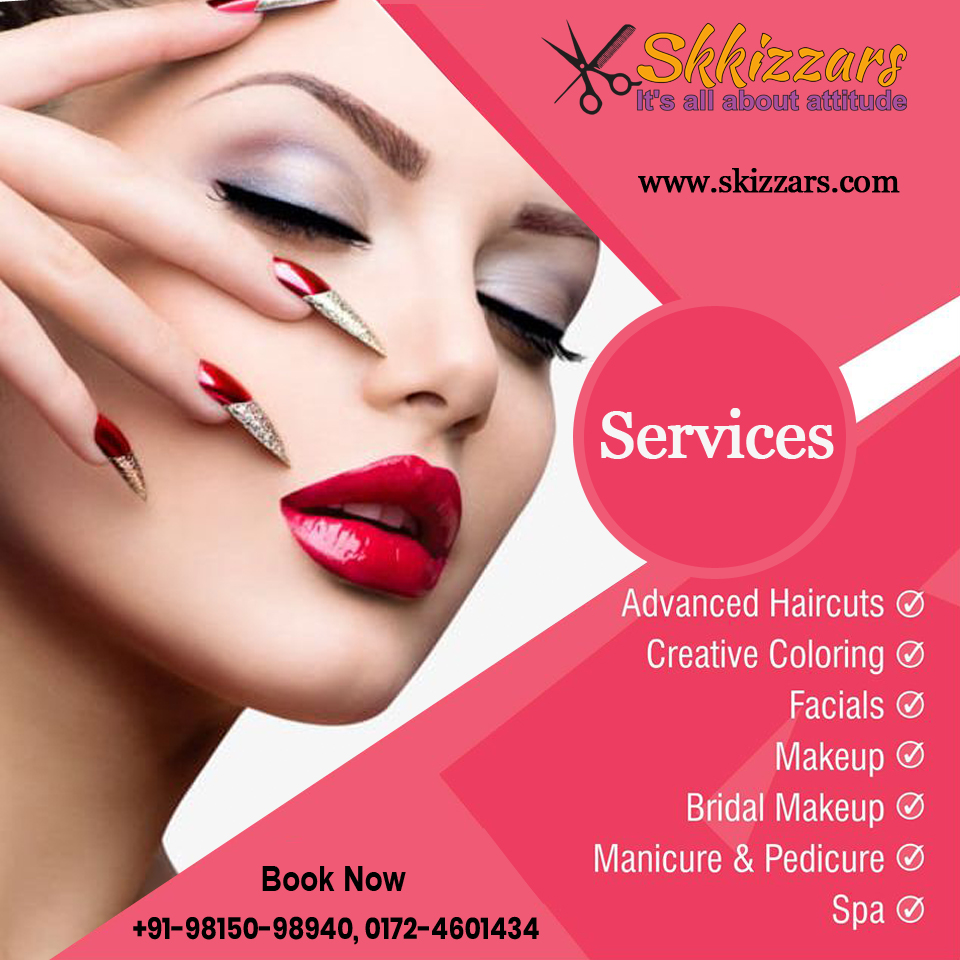 Skkizzars
It's all about attitude
www.skizzars.com
Services
Advanced Haircuts
Creative Coloring
Facials
Makeup
Bridal Makeup
Manicure & Pedicure
Spa
Book Now
+91-98150-98940, 0172-4601434